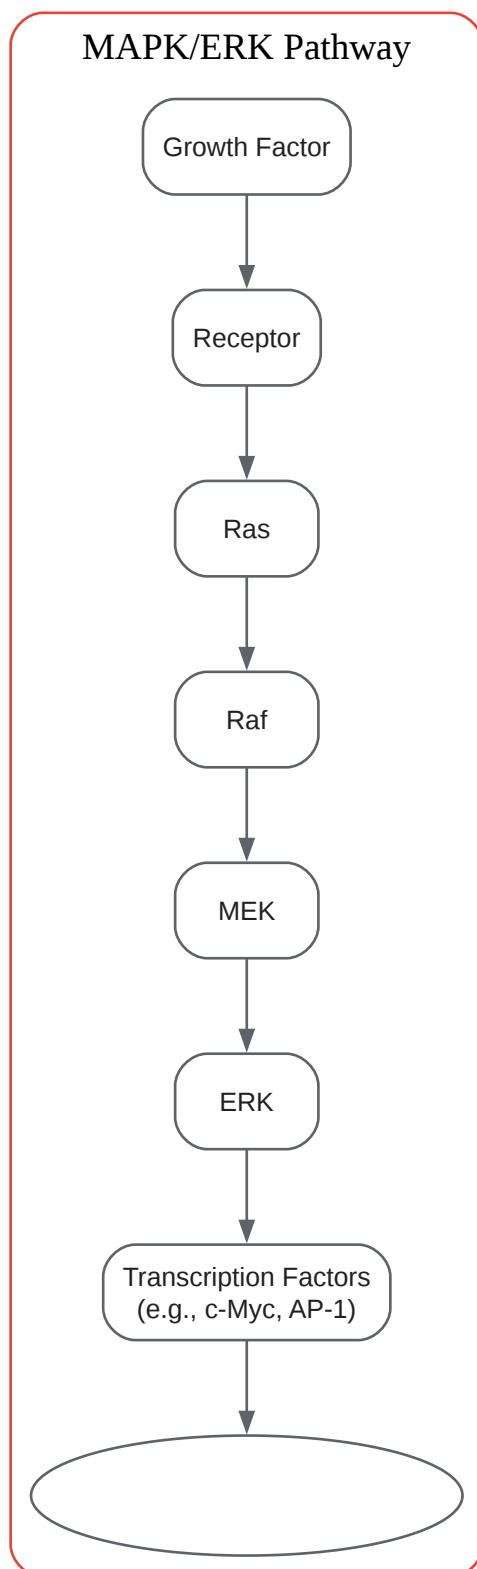 MAPK/ERK Pathway
Growth Factor
Receptor
Ras
Raf
MEK
ERK
Transcription Factors
(e.g., c-Myc, AP-1)